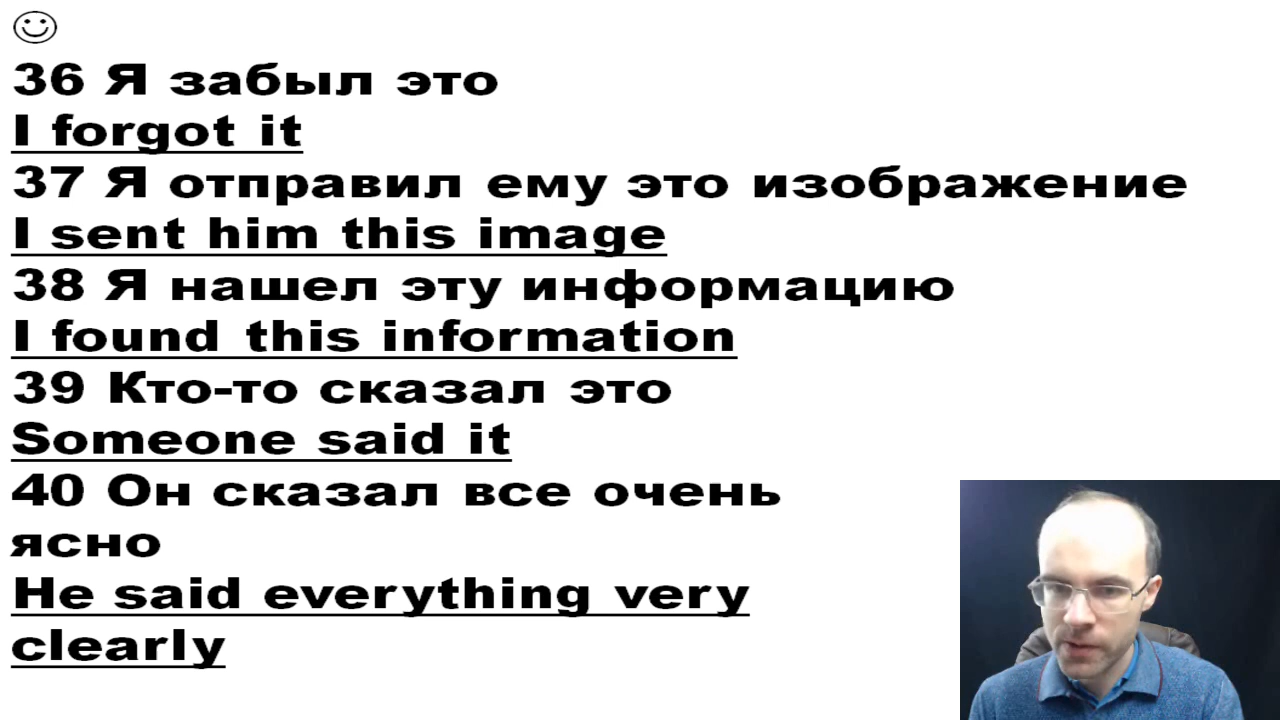 36 Я забыл это
I forgot it
37 Я отправил ему это изображение
I sent him this image
38 Я нашел эту информацию
I found this information
39 Кто-то сказал это
Someone said it
40 Он сказал все очень
ясно
He said everything very
clearly